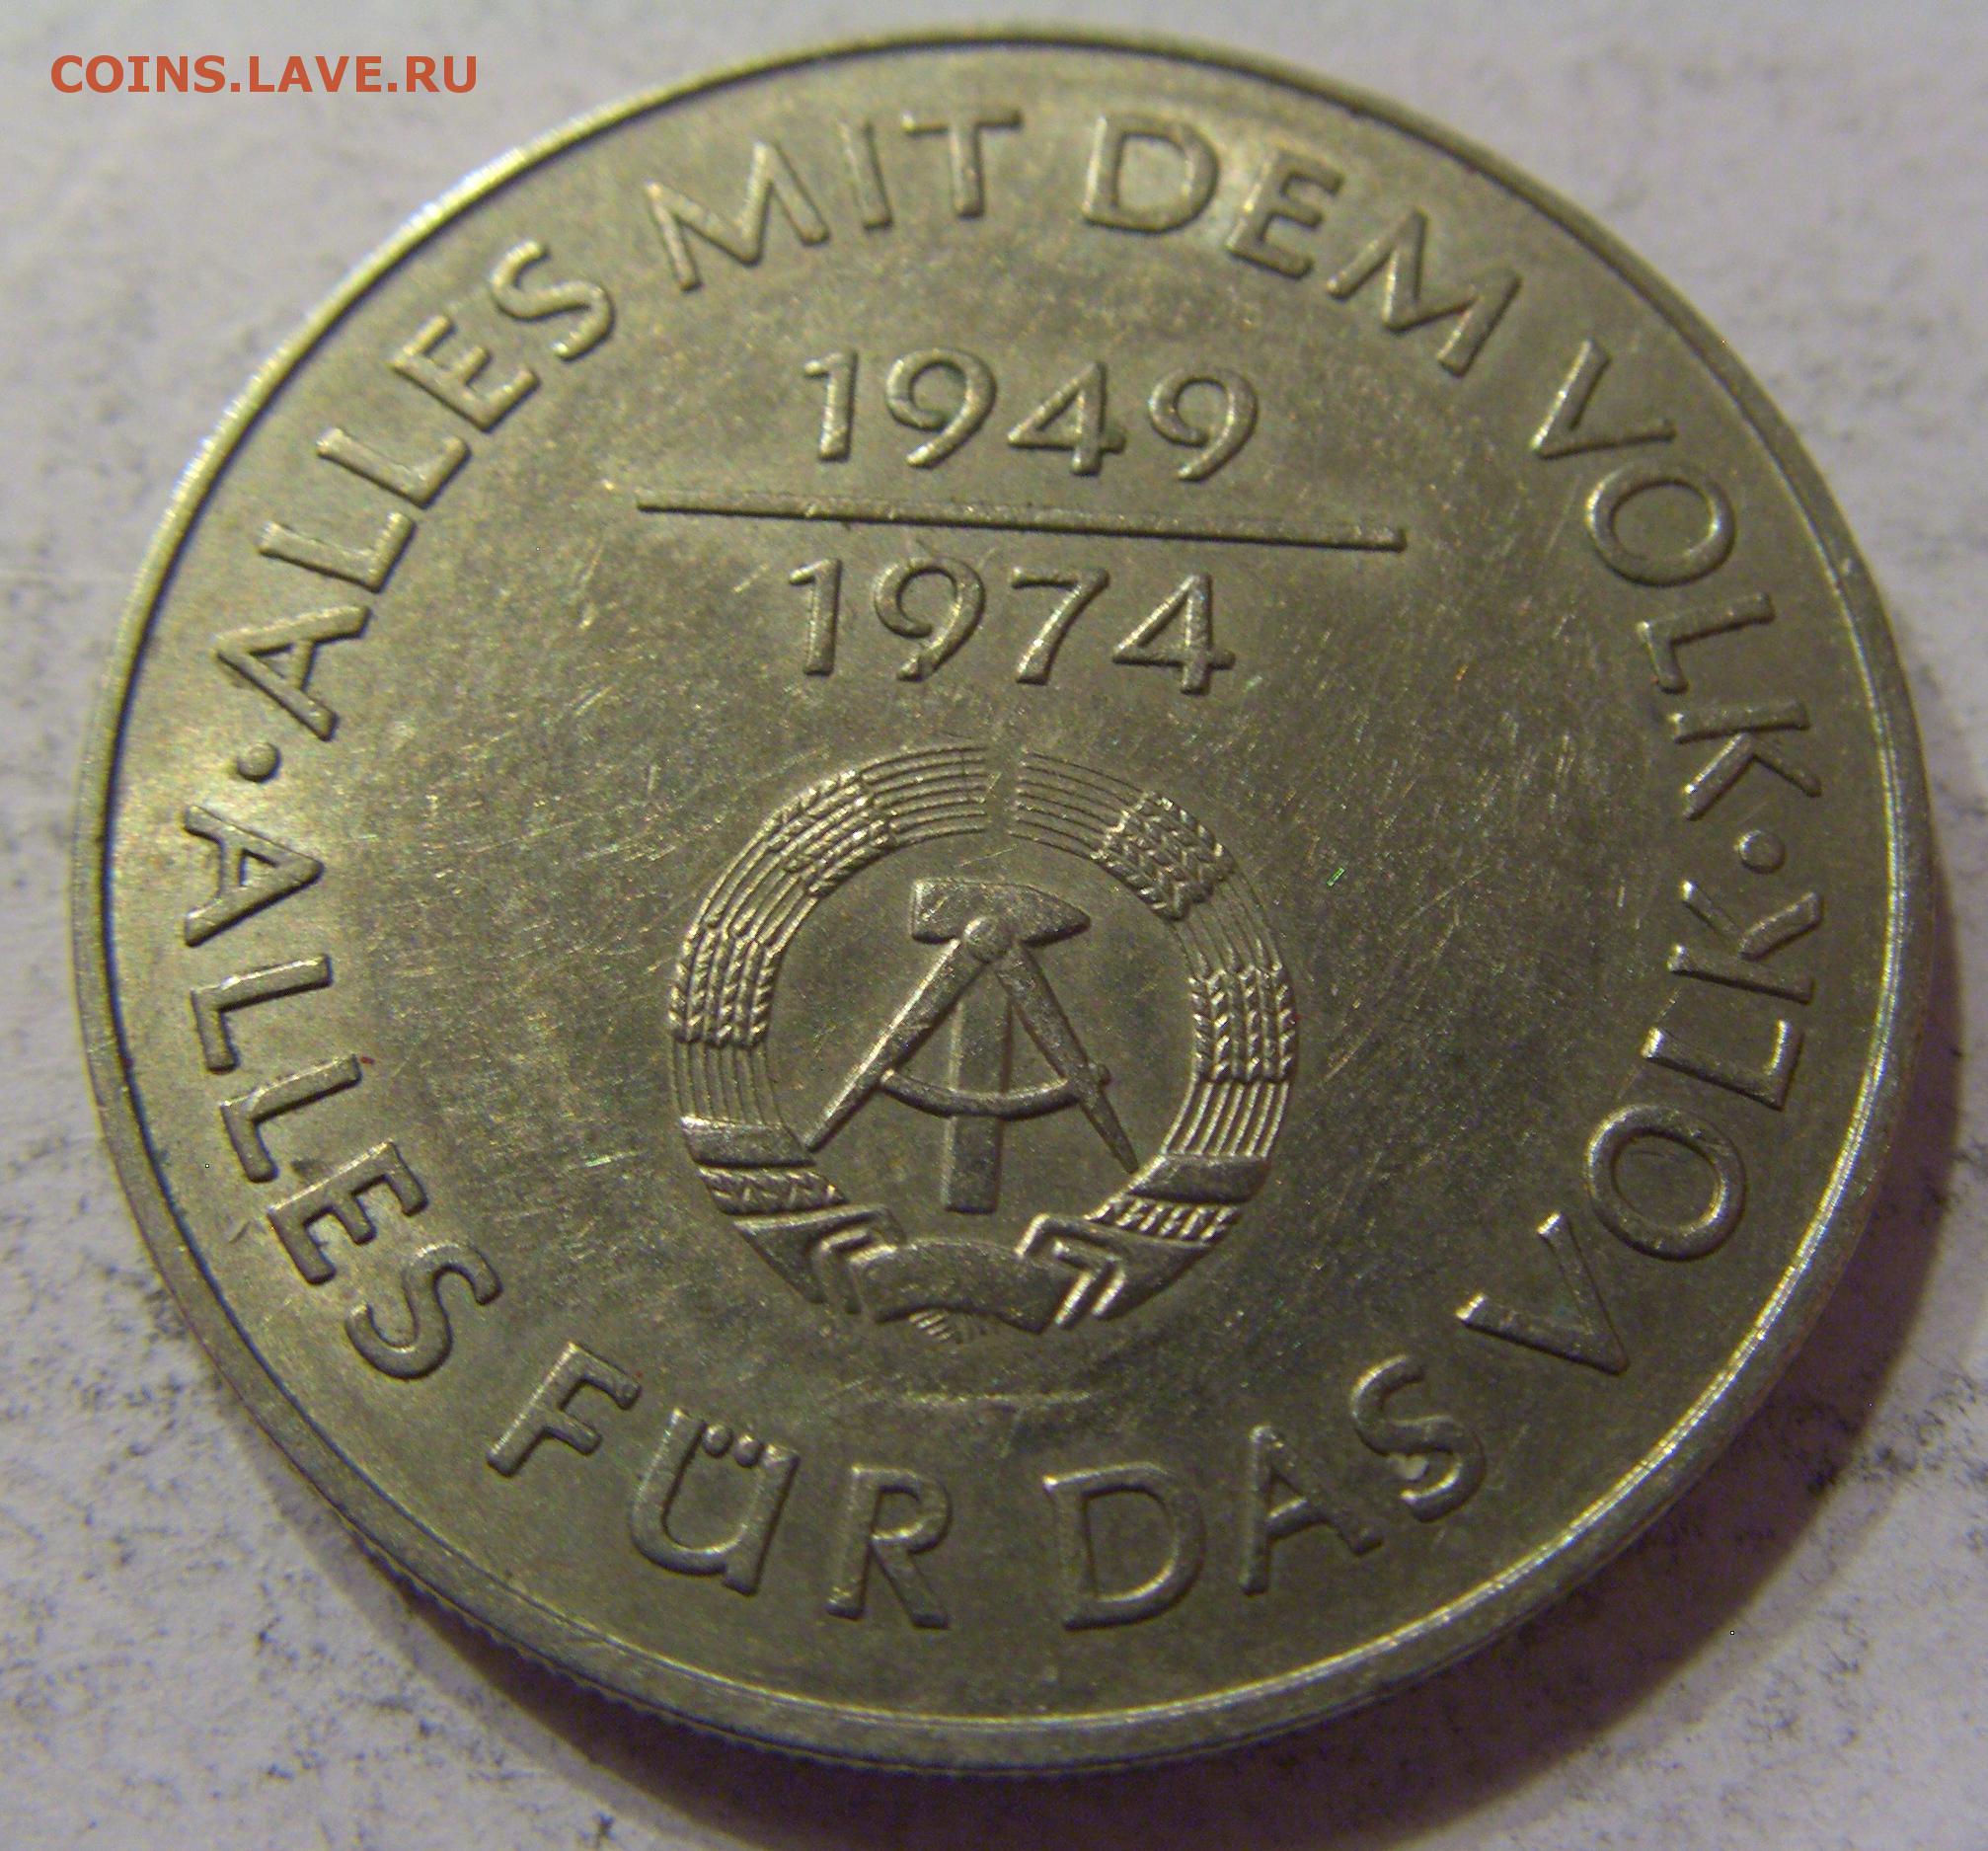 COINS.LAVE.RU
· ALLES MIT DEM VOLK ·
1949
1974
ALLES FÜR DAS VOLK